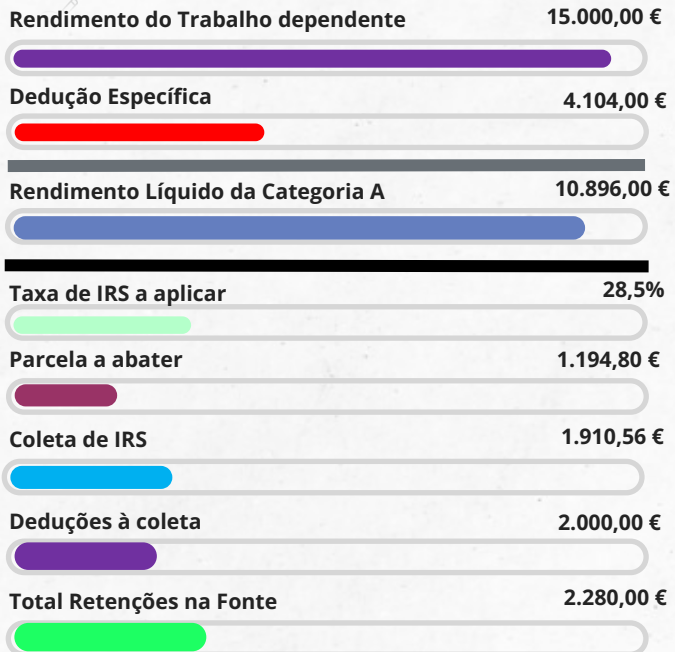 Rendimento do Trabalho dependente 15.000,00 €
Dedução Específica 4.104,00 €
Rendimento Líquido da Categoria A 10.896,00 €
Taxa de IRS a aplicar 28,5%
Parcela a abater 1.194,80 €
Coleta de IRS 1.910,56 €
Deduções à coleta 2.000,00 €
Total Retenções na Fonte 2.280,00 €